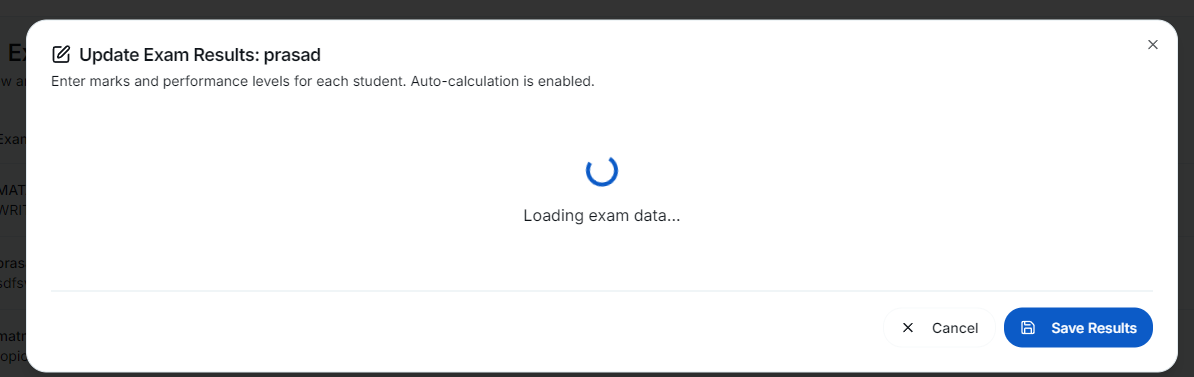 Update Exam Results: prasad
Enter marks and performance levels for each student. Auto-calculation is enabled.
Loading exam data...
Cancel
Save Results